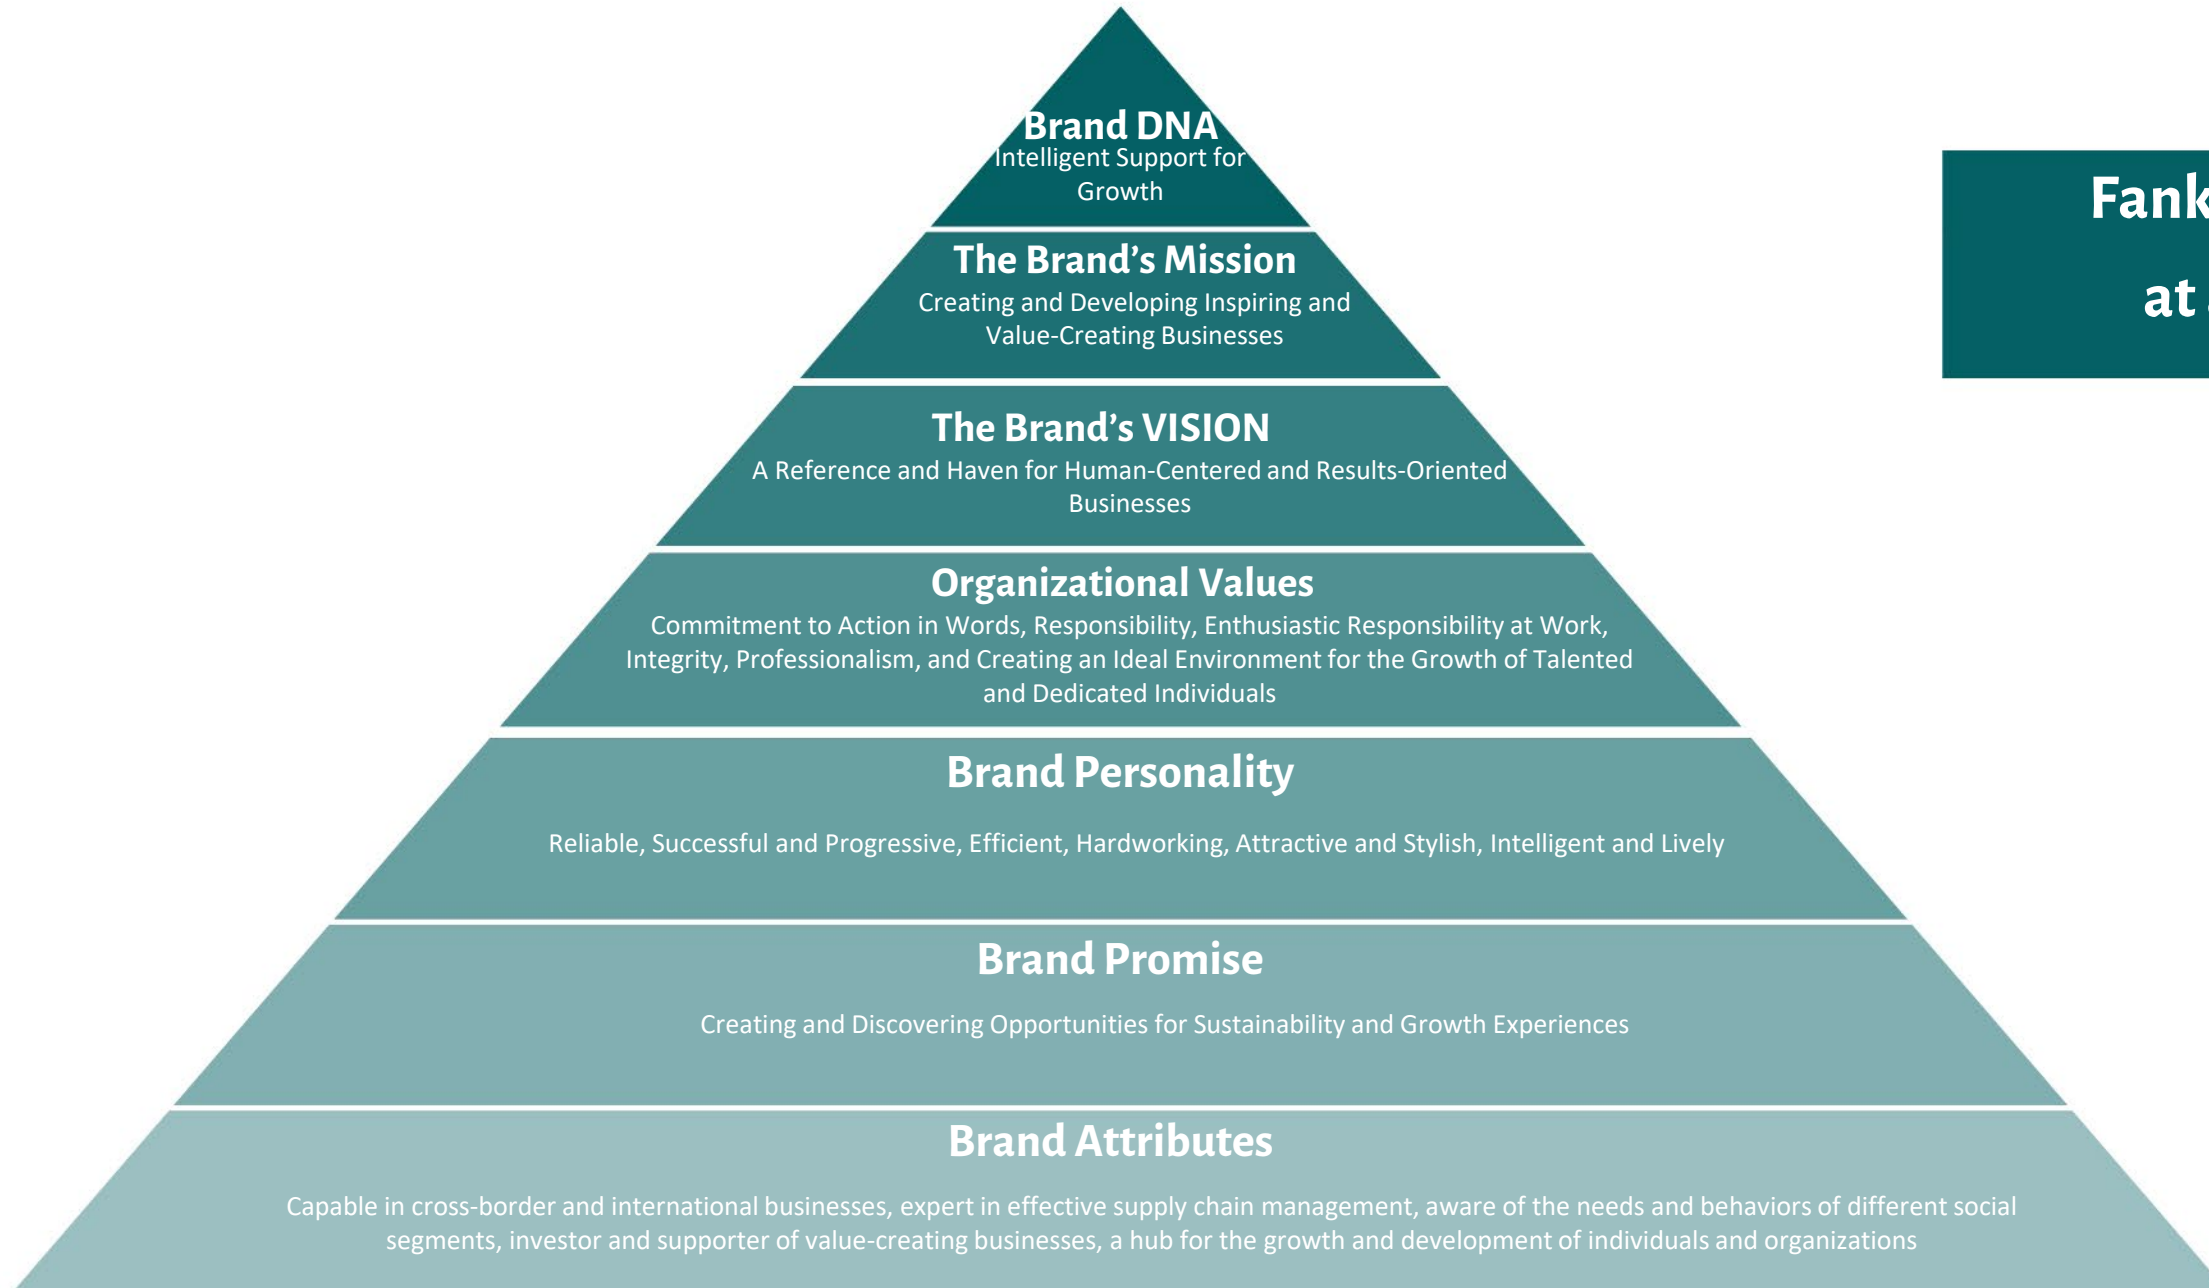 Brand DNA
Intelligent Support for
Growth
The Brand’s Mission
Creating and Developing Inspiring and
Value-Creating Businesses
The Brand’s VISION
A Reference and Haven for Human-Centered and Results-Oriented
Businesses
Organizational Values
Commitment to Action in Words, Responsibility, Enthusiastic Responsibility at Work,
Integrity, Professionalism, and Creating an Ideal Environment for the Growth of Talented
and Dedicated Individuals
Brand Personality
Reliable, Successful and Progressive, Efficient, Hardworking, Attractive and Stylish, Intelligent and Lively
Brand Promise
Creating and Discovering Opportunities for Sustainability and Growth Experiences
Brand Attributes
Capable in cross-border and international businesses, expert in effective supply chain management, aware of the needs and behaviors of different social
segments, investor and supporter of value-creating businesses, a hub for the growth and development of individuals and organizations
Fank
at